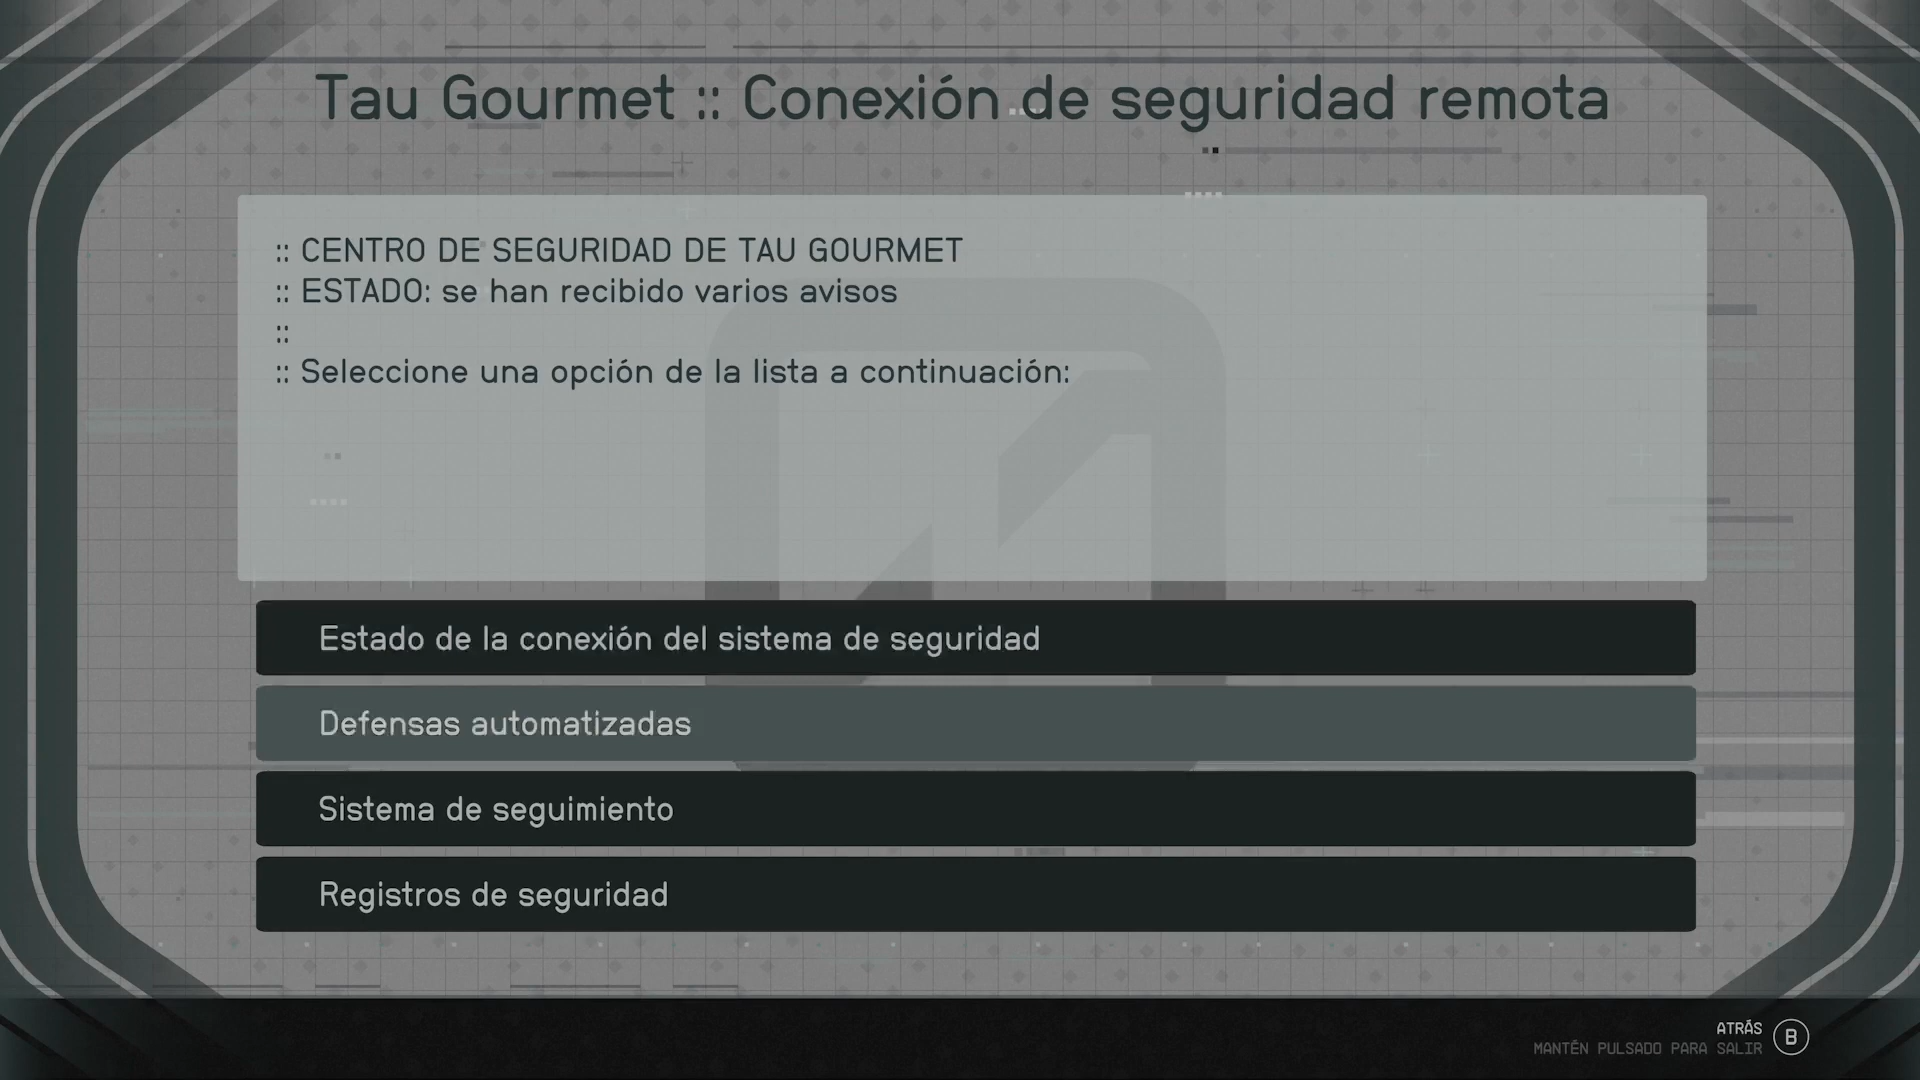 Tau Gourmet :: Conexión de seguridad remota
:: CENTRO DE SEGURIDAD DE TAU GOURMET
:: ESTADO: se han recibido varios avisos
::
:: Seleccione una opción de la lista a continuación:
Estado de la conexión del sistema de seguridad
Defensas automatizadas
Sistema de seguimiento
Registros de seguridad
ATRÁS
B
MANTÉN PULSADO PARA SALIR